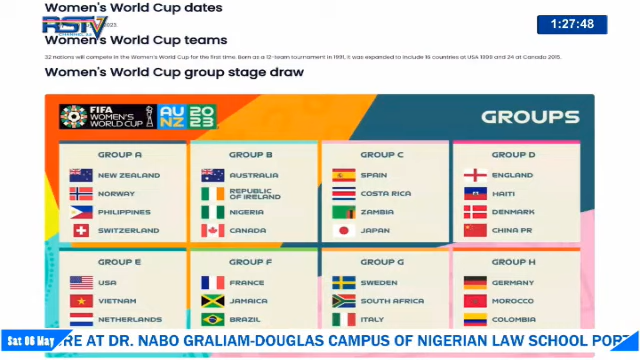 Women's World Cup dates
2023.
RSTV
1:27:48
Women's World Cup teams
32 nations will compete in the Women's World Cup for the first time. Born as a 12-team tournament in 1991, it was expanded to include 16 countries at USA 1999 and 24 at Canada 2015.
Women's World Cup group stage draw
FIFA
WOMEN'S
WORLD CUP
AU
NZ
20
23
GROUPS
GROUP A
NEW ZEALAND
NORWAY
PHILIPPINES
SWITZERLAND
GROUP B
AUSTRALIA
REPUBLIC
OF IRELAND
NIGERIA
CANADA
GROUP C
SPAIN
COSTA RICA
ZAMBIA
JAPAN
GROUP D
ENGLAND
HAITI
DENMARK
CHINA PR
GROUP E
USA
VIETNAM
NETHERLANDS
GROUP F
FRANCE
JAMAICA
BRAZIL
GROUP G
SWEDEN
SOUTH AFRICA
ITALY
GROUP H
GERMANY
MOROCCO
COLOMBIA
Sat 06 May
RE AT DR. NABO GRALIAM-DOUGLAS CAMPUS OF NIGERIAN LAW SCHOOL PORT